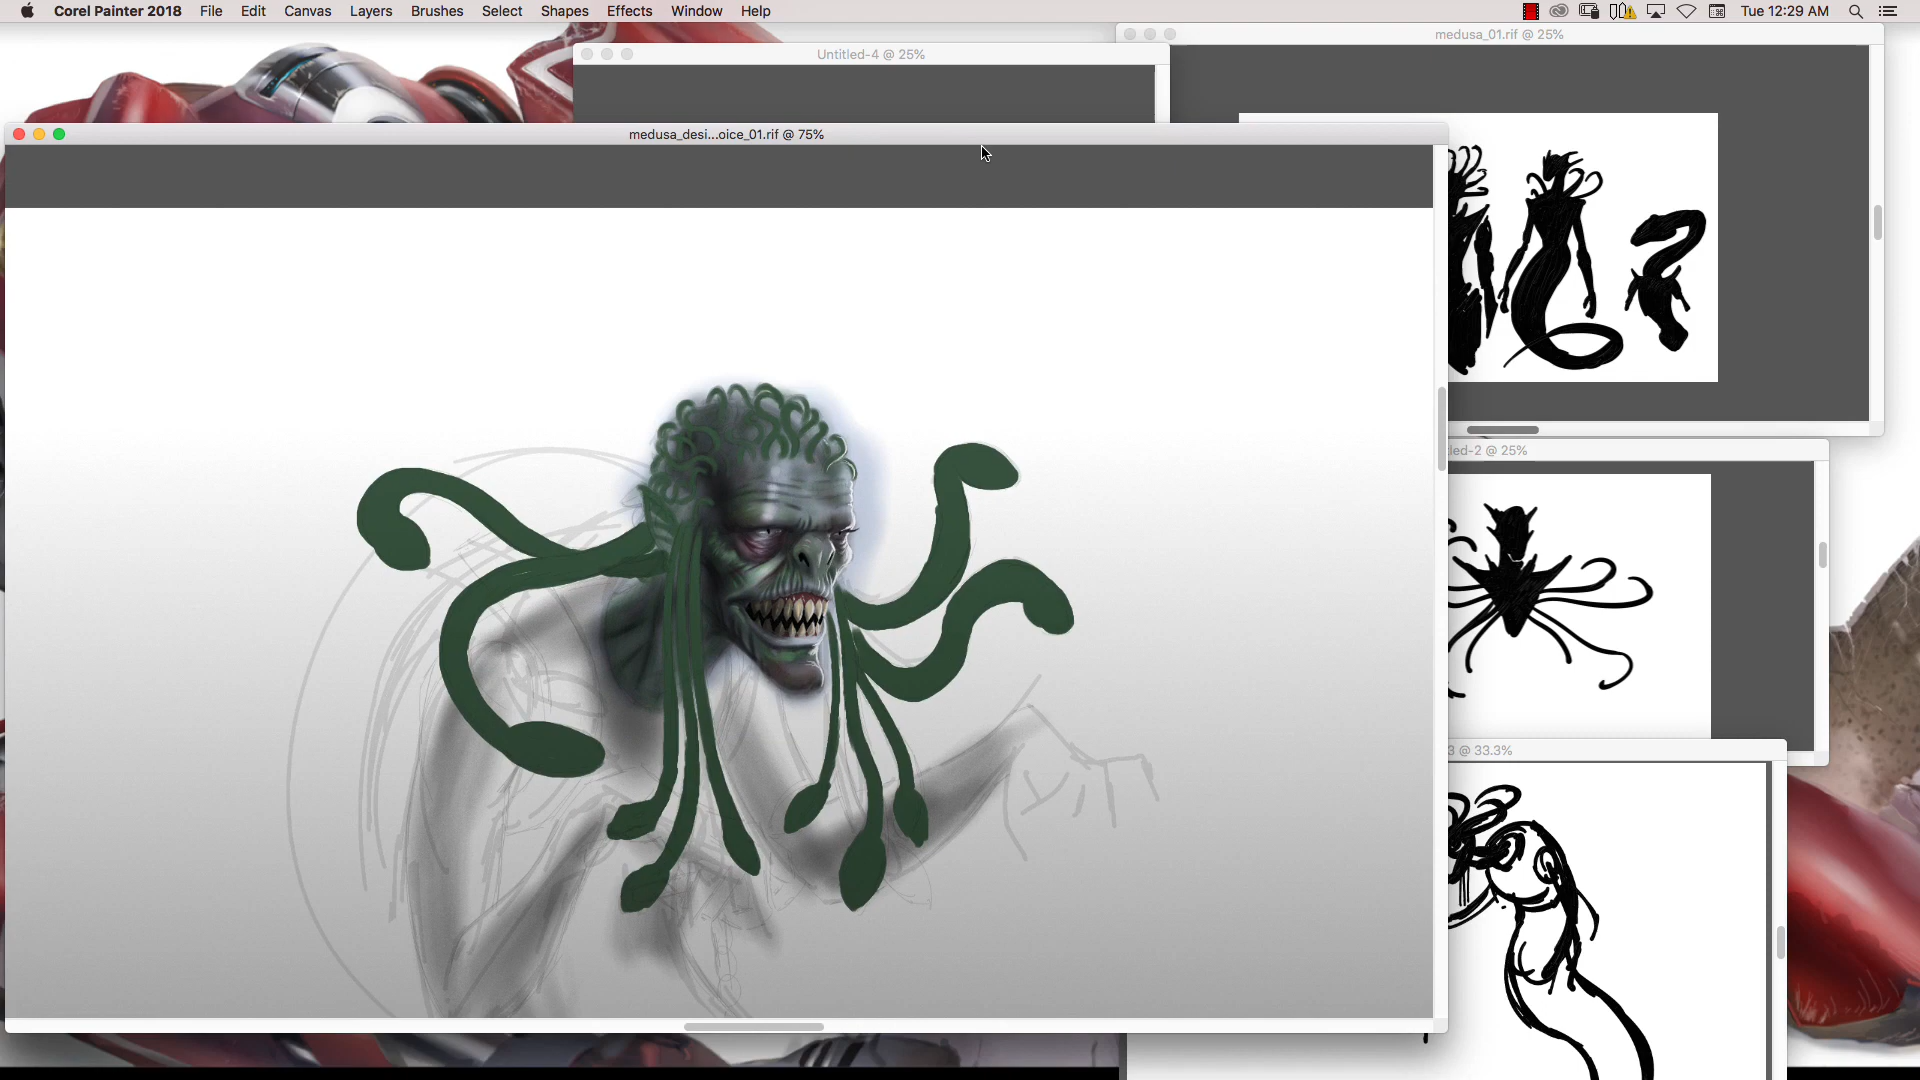 Corel Painter 2018 File Edit Canvas Layers Brushes Select Shapes Effects Window Help Tue 12:29 AM
medusa_01.rif @ 25%
Untitled-4 @ 25%
medusa_desi...oice_01.rif @ 75%
led-2 @ 25%
3 @ 33.3%